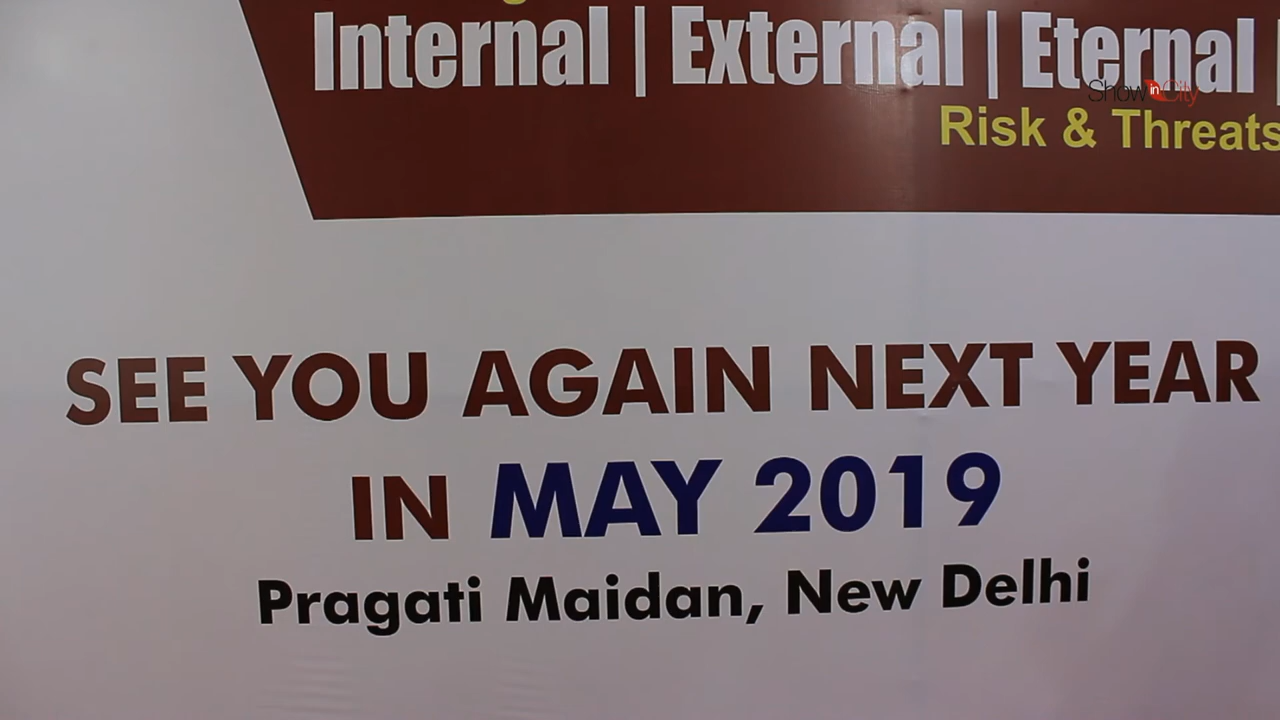 Internal | External | Eternal |
Show in City
Risk & Threats
SEE YOU AGAIN NEXT YEAR
IN MAY 2019
Pragati Maidan, New Delhi